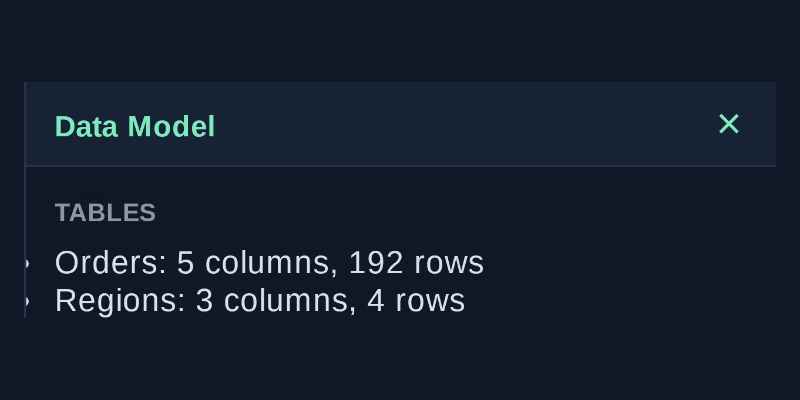 Data Model ×
TABLES
Orders: 5 columns, 192 rows
Regions: 3 columns, 4 rows